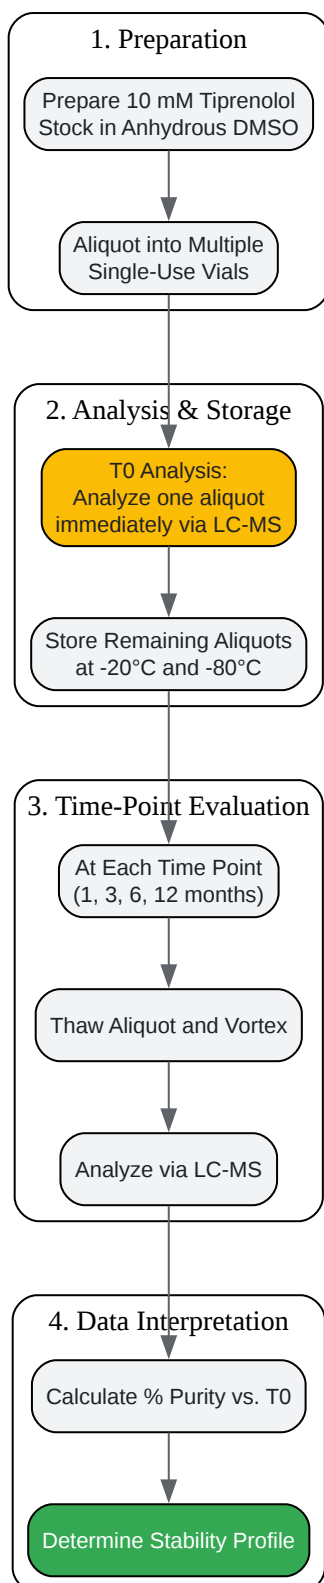 1. Preparation
Prepare 10 mM Tiprenolol
Stock in Anhydrous DMSO
Aliquot into Multiple
Single-Use Vials
2. Analysis & Storage
T0 Analysis:
Analyze one aliquot
immediately via LC-MS
Store Remaining Aliquots
at -20°C and -80°C
3. Time-Point Evaluation
At Each Time Point
(1, 3, 6, 12 months)
Thaw Aliquot and Vortex
Analyze via LC-MS
4. Data Interpretation
Calculate % Purity vs. T0
Determine Stability Profile